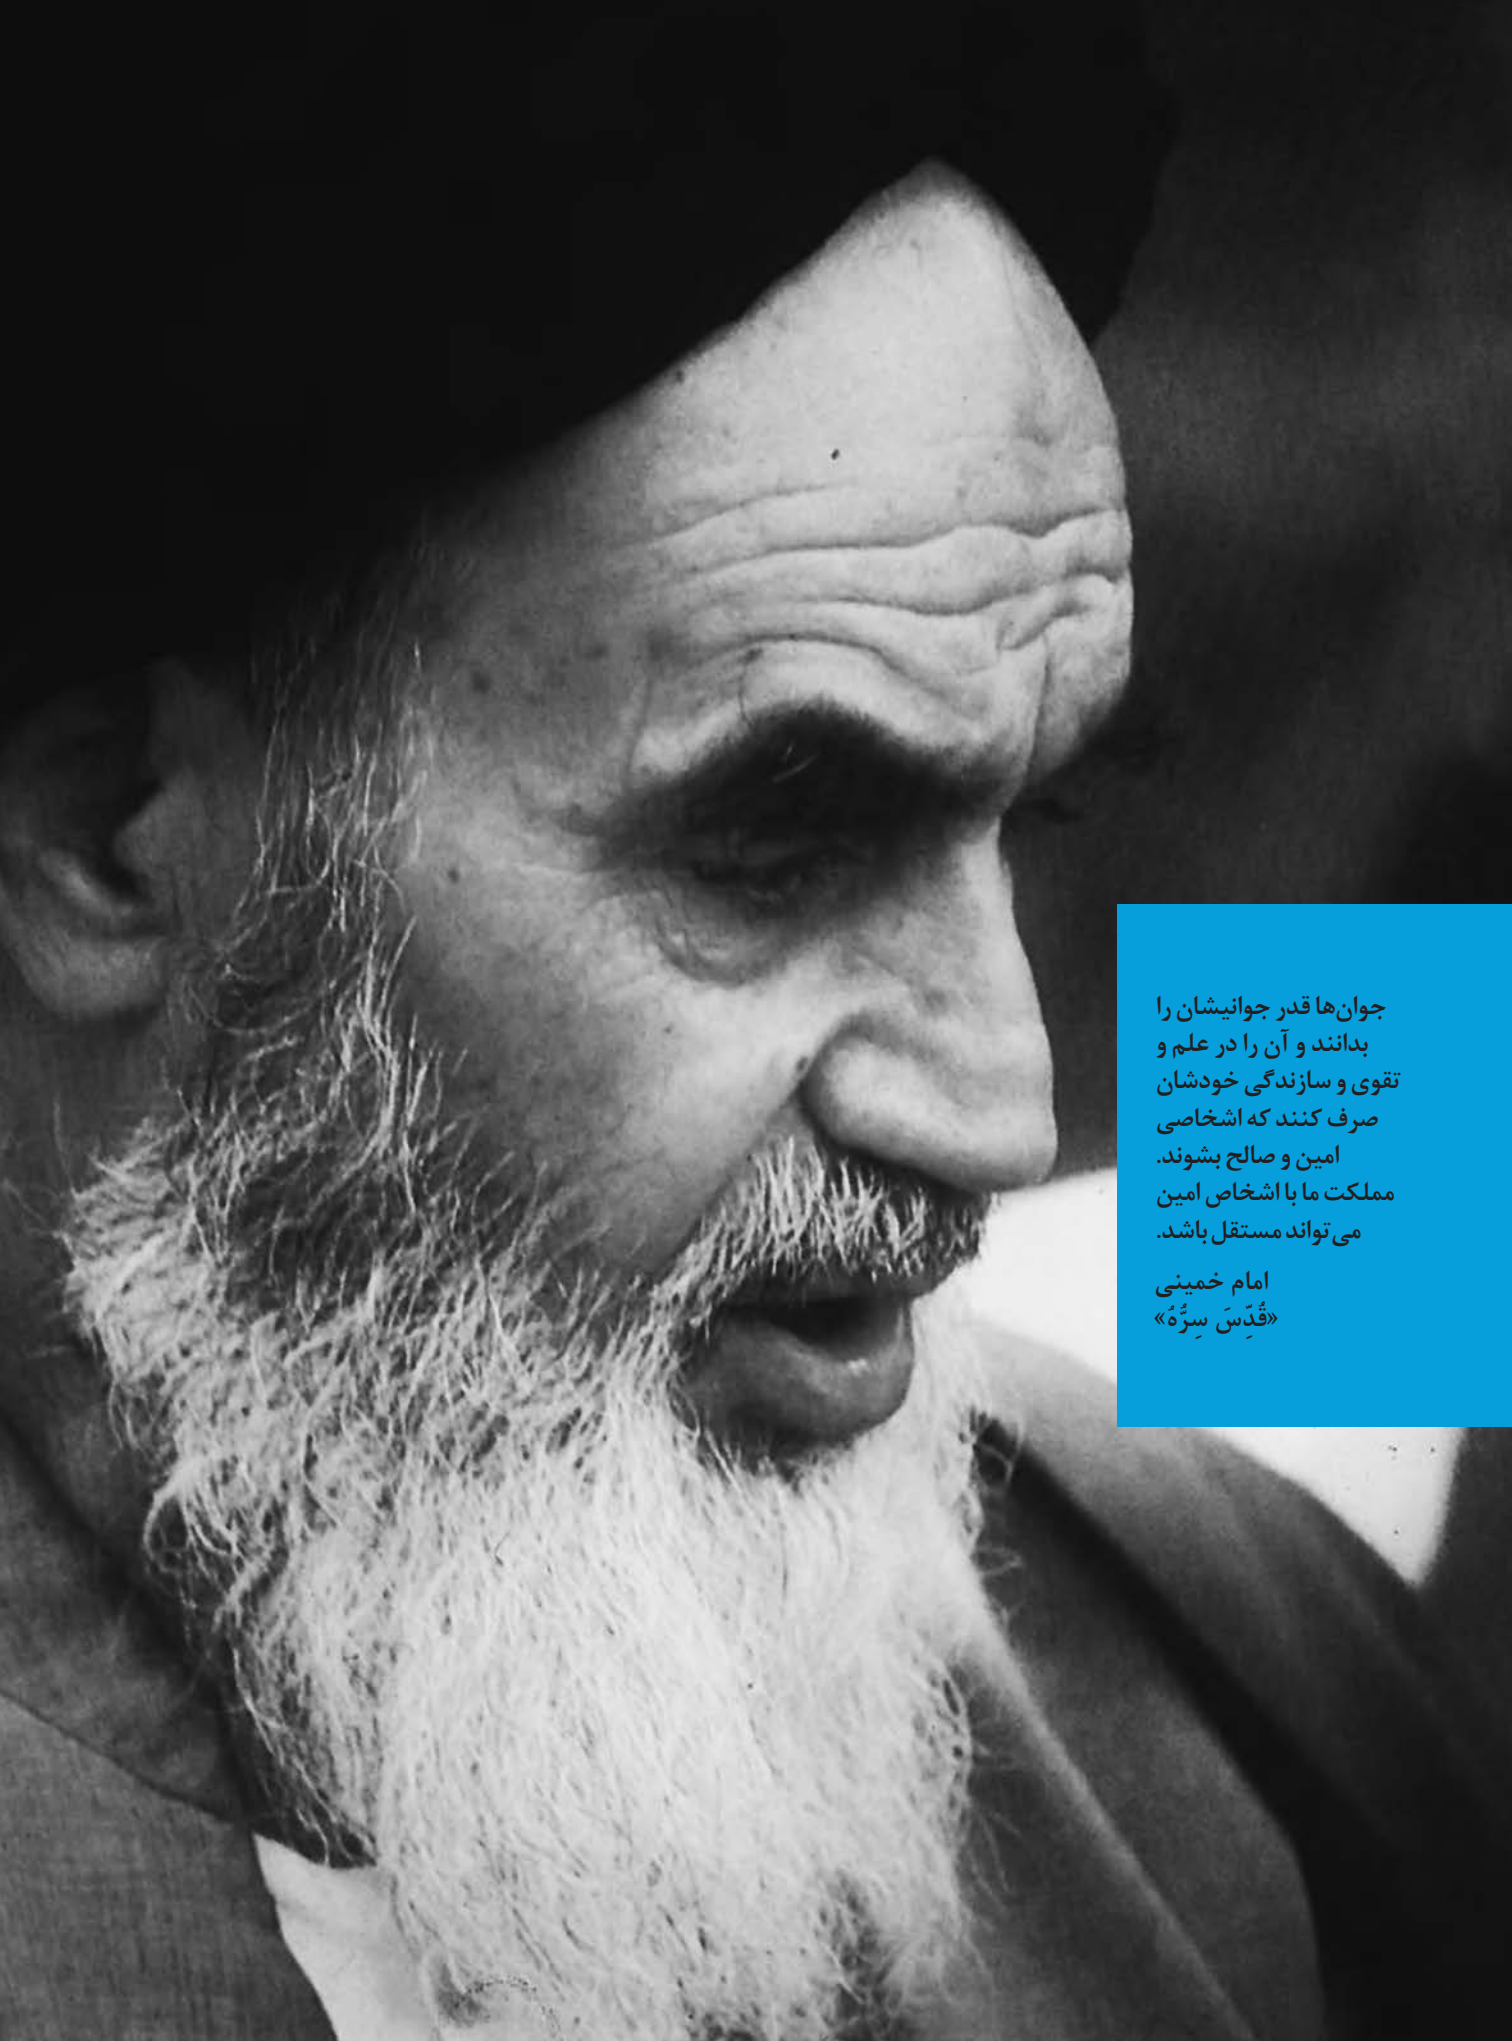 جوان‌ها قدر جوانیشان را
بدانند و آن را در علم و
تقوی و سازندگی خودشان
صرف کنند که اشخاصی
امین و صالح بشوند.
مملکت ما با اشخاص امین
می‌تواند مستقل باشد.
امام خمینی
«قُدِّسَ سِرُّهُ»